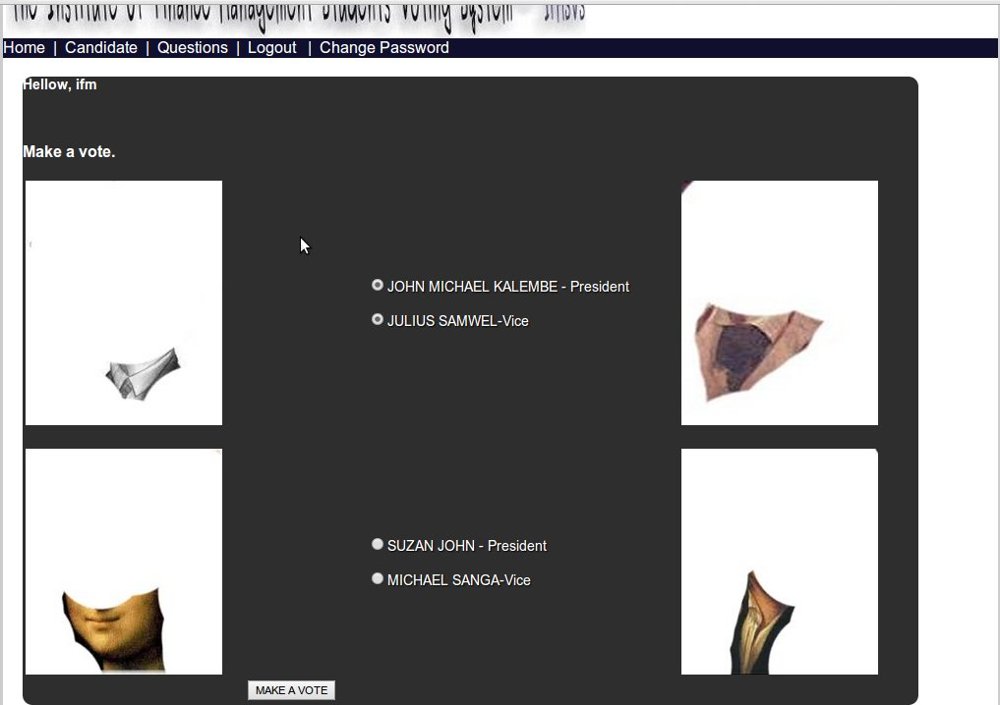 The Institute of Finance Management Students Voting System
Home | Candidate | Questions | Logout | Change Password
Hellow, ifm
Make a vote.
JOHN MICHAEL KALEMBE - President
JULIUS SAMWEL-Vice
SUZAN JOHN - President
MICHAEL SANGA-Vice
MAKE A VOTE